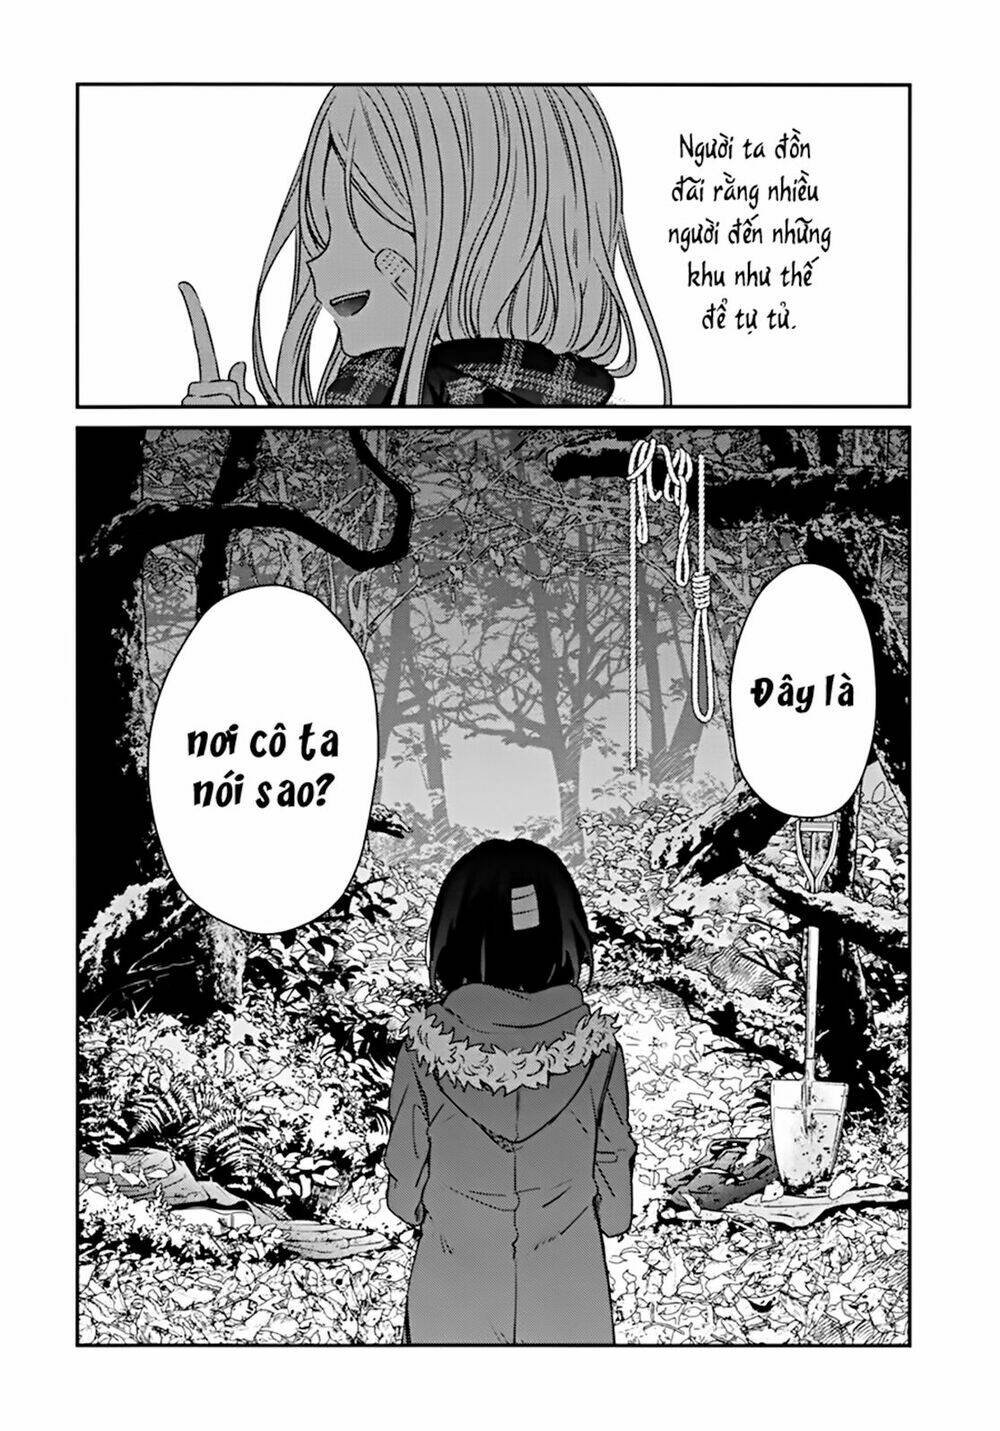 Người ta đồn
đãi rằng nhiều
người đến những
khu như thế
để tự tử.
Đây là
nơi cô ta
nói sao?